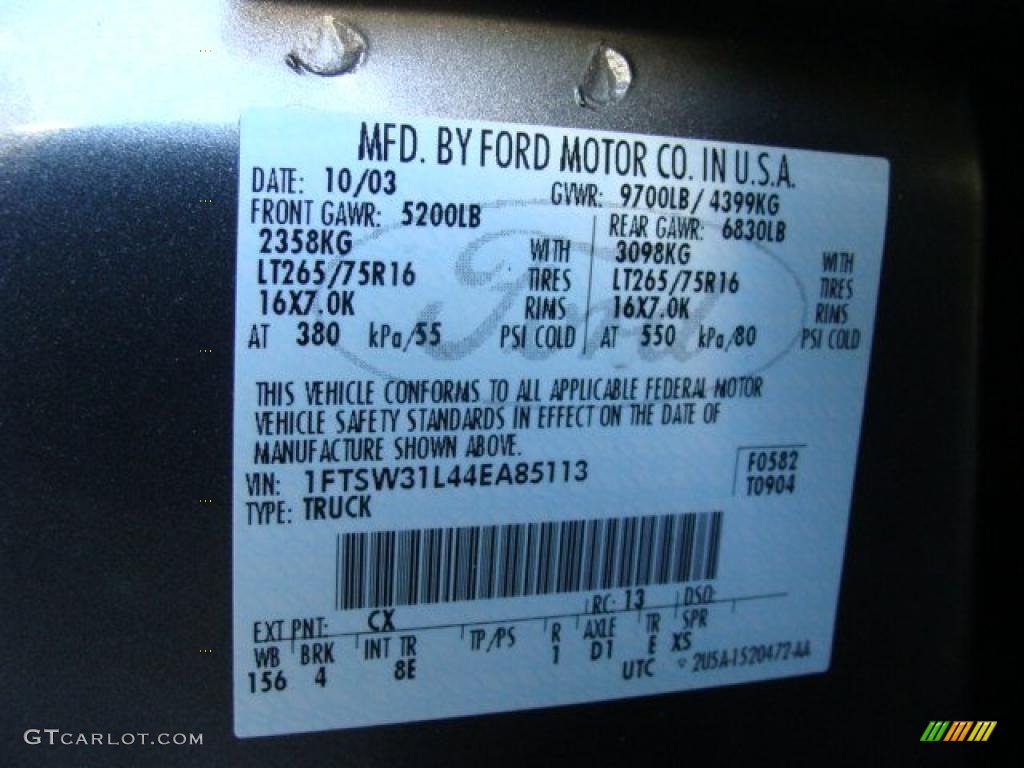 MFD. BY FORD MOTOR CO. IN U.S.A.
DATE: 10/03 GVWR: 9700LB/4399KG
FRONT GAWR: 5200LB REAR GAWR: 6830LB
2358KG WITH 3098KG WITH
LT265/75R16 TIRES LT265/75R16 TIRES
16X7.0K RIMS 16X7.0K RIMS
AT 380 kPa/55 PSI COLD AT 550 kPa/80 PSI COLD
Ford
THIS VEHICLE CONFORMS TO ALL APPLICABLE FEDERAL MOTOR
VEHICLE SAFETY STANDARDS IN EFFECT ON THE DATE OF
MANUFACTURE SHOWN ABOVE.
VIN: 1FTSW31L44EA85113 F0582
TYPE: TRUCK T0904
EXT PNT: CX RC: 13 DSO:
WB BRK INT TR TP/PS R AXLE TR SPR
156 4 8E 1 D1 E XS
UTC 2U5A-1520472-AA
GTCARLOT.COM